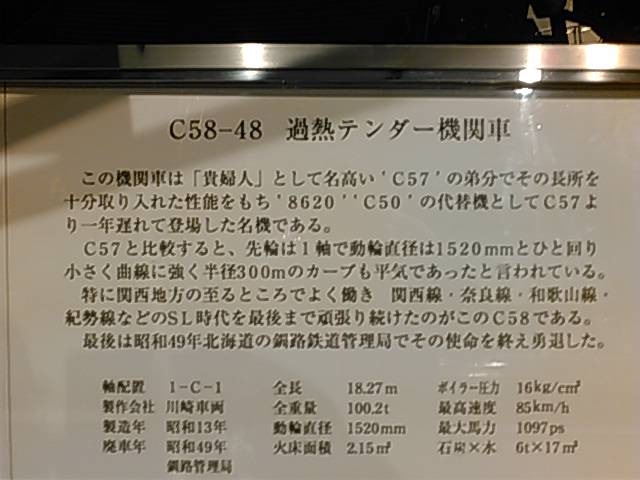 C58-48 過熱テンダー機関車
この機関車は「貴婦人」として名高い'C57'の弟分でその長所を
十分取り入れた性能をもち'8620''C50'の代替機としてC57よ
り一年遅れて登場した名機である。
C57と比較すると、先輪は1軸で動輪直径は1520mmとひと回り
小さく曲線に強く半径300mのカーブも平気であったと言われている。
特に関西地方の至るところでよく働き 関西線・奈良線・和歌山線・
紀勢線などのSL時代を最後まで頑張り続けたのがこのC58である。
最後は昭和49年北海道の釧路鉄道管理局でその使命を終え勇退した。
軸配置 1-C-1 全長 18.27m ボイラー圧力 16kg/cm²
製作会社 川崎車両 全重量 100.2t 最高速度 85km/h
製造年 昭和13年 動輪直径 1520mm 最大馬力 1097ps
廃車年 昭和49年 火床面積 2.15㎡ 石炭×水 6t×17㎥
釧路管理局